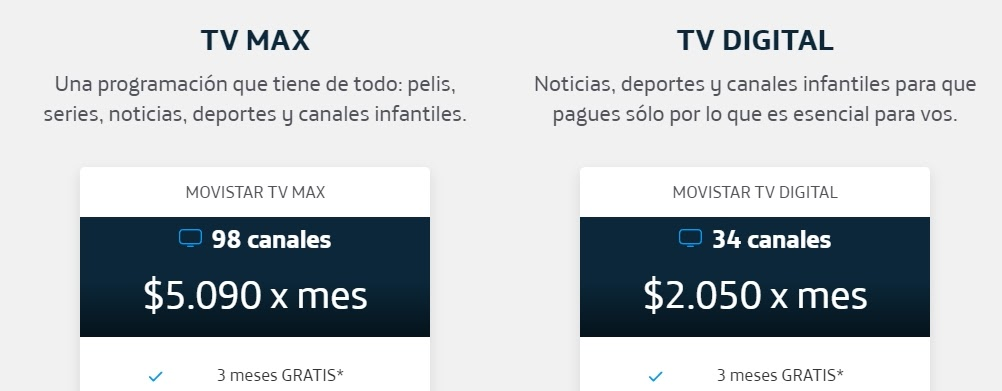 TV MAX
Una programación que tiene de todo: pelis,
series, noticias, deportes y canales infantiles.
MOVISTAR TV MAX
98 canales
$5.090 x mes
3 meses GRATIS*
TV DIGITAL
Noticias, deportes y canales infantiles para que
pagues sólo por lo que es esencial para vos.
MOVISTAR TV DIGITAL
34 canales
$2.050 x mes
3 meses GRATIS*